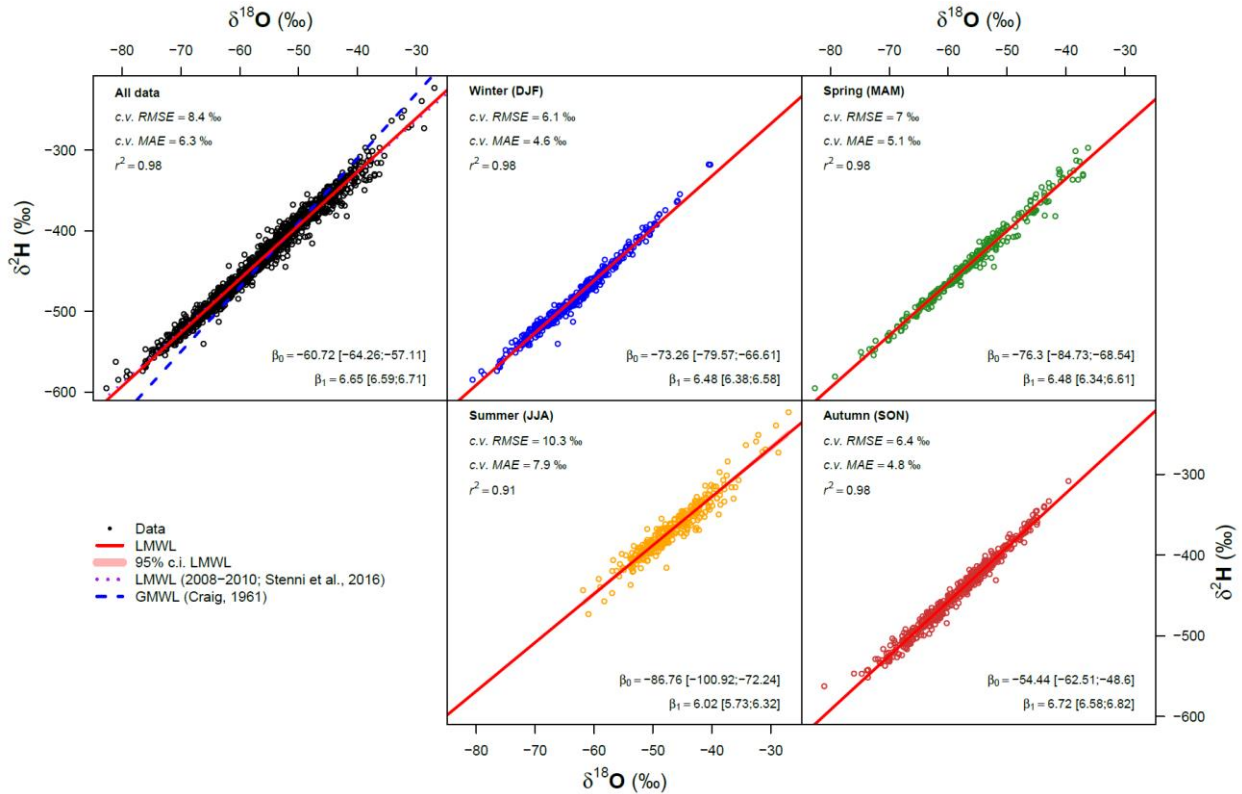 δ¹⁸O (‰)
δ¹⁸O (‰)
−80 −70 −60 −50 −40 −30
−80 −70 −60 −50 −40 −30
δ²H (‰)
−300
−400
−500
−600
All data
c.v. RMSE = 8.4 ‰
c.v. MAE = 6.3 ‰
r² = 0.98
β₀ = −60.72 [−64.26;−57.11]
β₁ = 6.65 [6.59;6.71]
Winter (DJF)
c.v. RMSE = 6.1 ‰
c.v. MAE = 4.6 ‰
r² = 0.98
β₀ = −73.26 [−79.57;−66.61]
β₁ = 6.48 [6.38;6.58]
Spring (MAM)
c.v. RMSE = 7 ‰
c.v. MAE = 5.1 ‰
r² = 0.98
β₀ = −76.3 [−84.73;−68.54]
β₁ = 6.48 [6.34;6.61]
Data
LMWL
95% c.i. LMWL
LMWL (2008−2010; Stenni et al., 2016)
GMWL (Craig, 1961)
Summer (JJA)
c.v. RMSE = 10.3 ‰
c.v. MAE = 7.9 ‰
r² = 0.91
β₀ = −86.76 [−100.92;−72.24]
β₁ = 6.02 [5.73;6.32]
Autumn (SON)
c.v. RMSE = 6.4 ‰
c.v. MAE = 4.8 ‰
r² = 0.98
β₀ = −54.44 [−62.51;−48.6]
β₁ = 6.72 [6.58;6.82]
−300
−400
−500
−600
δ²H (‰)
−80 −70 −60 −50 −40 −30
δ¹⁸O (‰)